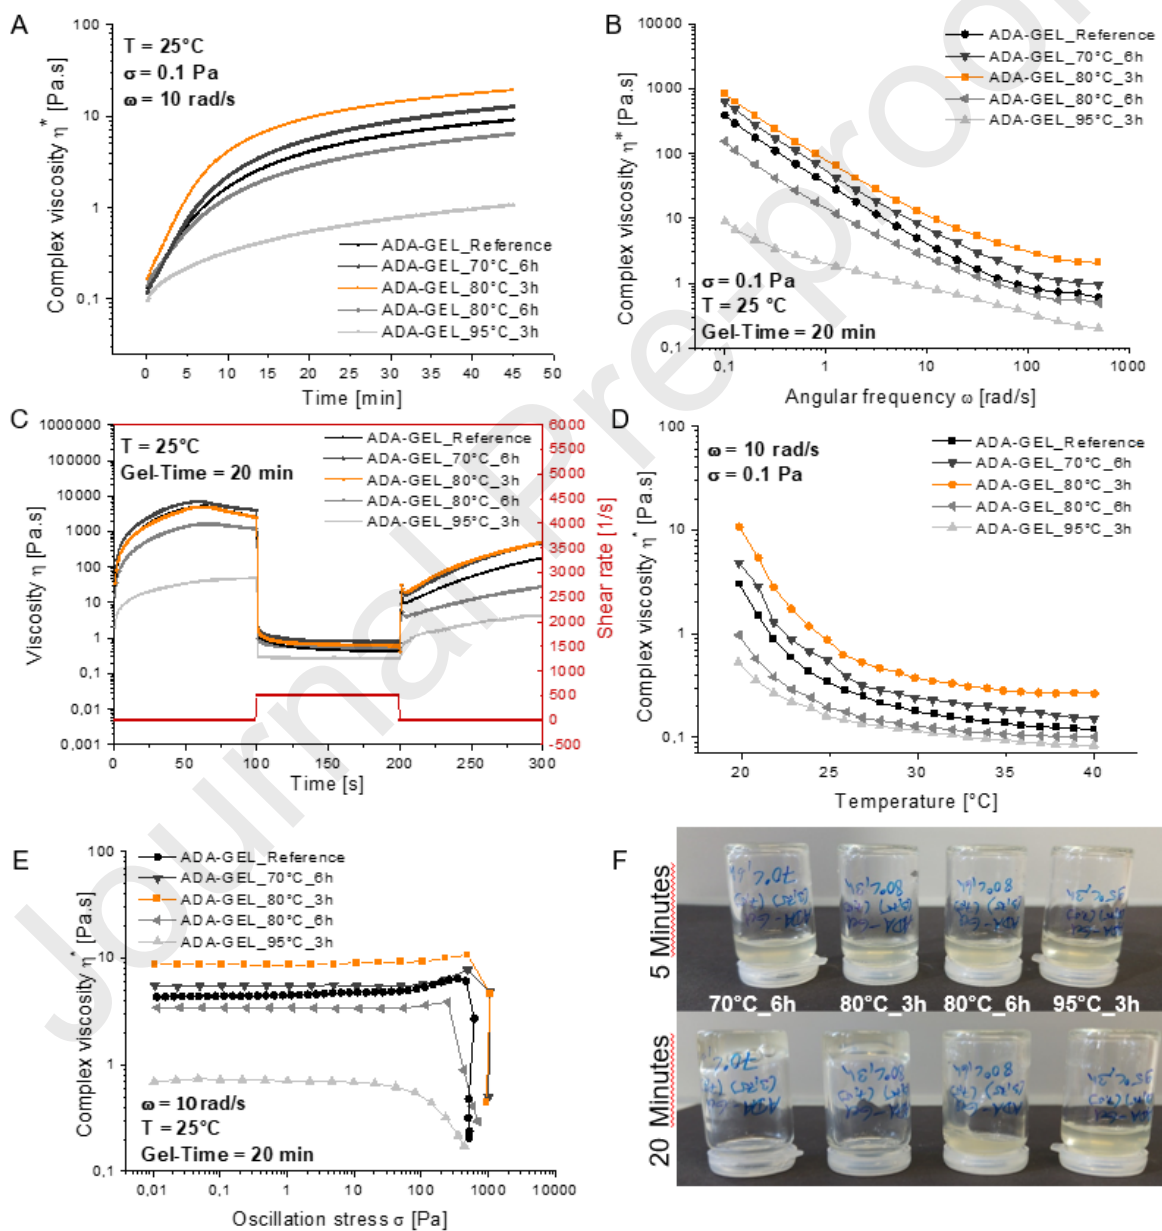 A
100
10
1
0,1
Complex viscosity η* [Pa.s]
T = 25°C
σ = 0.1 Pa
ω = 10 rad/s
ADA-GEL_Reference
ADA-GEL_70°C_6h
ADA-GEL_80°C_3h
ADA-GEL_80°C_6h
ADA-GEL_95°C_3h
0 5 10 15 20 25 30 35 40 45 50
Time [min]
B
10000
1000
100
10
1
0,1
Complex viscosity η* [Pa.s]
ADA-GEL_Reference
ADA-GEL_70°C_6h
ADA-GEL_80°C_3h
ADA-GEL_80°C_6h
ADA-GEL_95°C_3h
σ = 0.1 Pa
T = 25 °C
Gel-Time = 20 min
0,1 1 10 100 1000
Angular frequency ω [rad/s]
C
1000000
100000
10000
1000
100
10
1
0,1
0,01
0,001
Viscosity η [Pa.s]
T = 25°C
Gel-Time = 20 min
ADA-GEL_Reference
ADA-GEL_70°C_6h
ADA-GEL_80°C_3h
ADA-GEL_80°C_6h
ADA-GEL_95°C_3h
6000
5500
5000
4500
4000
3500
3000
2500
2000
1500
1000
500
0
-500
Shear rate [1/s]
0 50 100 150 200 250 300
Time [s]
D
100
10
1
0.1
Complex viscosity η* [Pa.s]
ω = 10 rad/s
σ = 0.1 Pa
ADA-GEL_Reference
ADA-GEL_70°C_6h
ADA-GEL_80°C_3h
ADA-GEL_80°C_6h
ADA-GEL_95°C_3h
20 25 30 35 40
Temperature [°C]
E
100
10
1
0,1
Complex viscosity η* [Pa.s]
ADA-GEL_Reference
ADA-GEL_70°C_6h
ADA-GEL_80°C_3h
ADA-GEL_80°C_6h
ADA-GEL_95°C_3h
ω = 10 rad/s
T = 25°C
Gel-Time = 20 min
0,01 0,1 1 10 100 1000 10000
Oscillation stress σ [Pa]
F
5 Minutes
70°C_6h 80°C_3h 80°C_6h 95°C_3h
20 Minutes
Journal Pre-proof